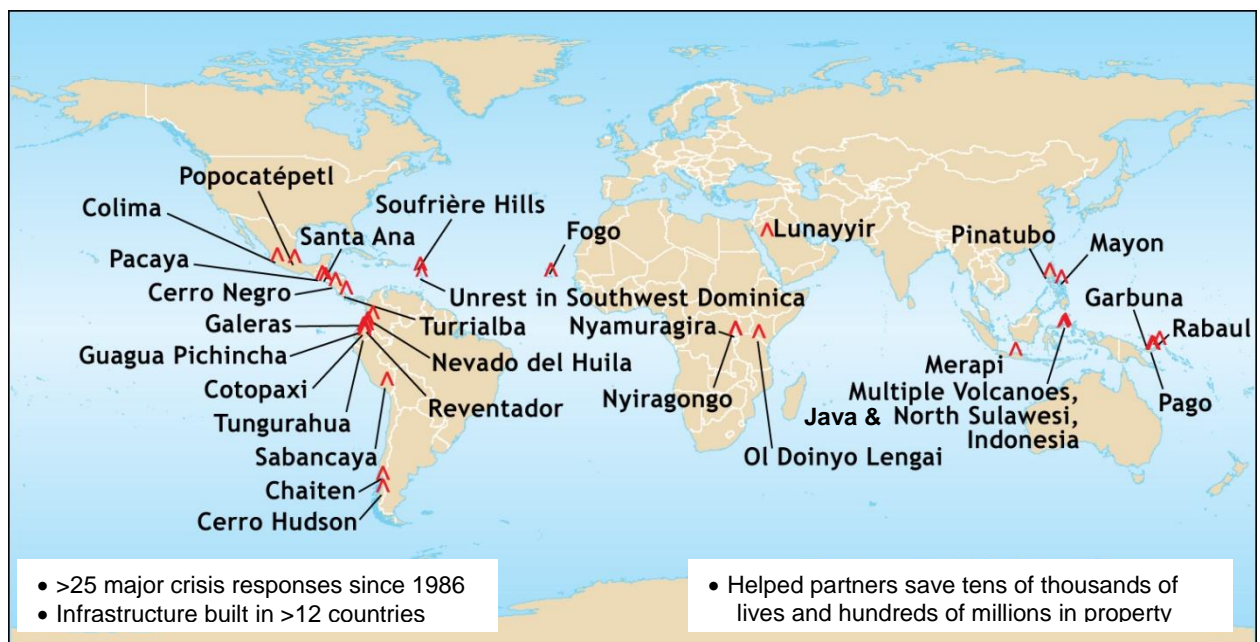 Popocatépetl
Colima
Soufrière Hills
Santa Ana
Fogo
Lunayyir
Pinatubo
Mayon
Pacaya
Cerro Negro
Unrest in Southwest Dominica
Garbuna
Galeras
Turrialba
Nyamuragira
Rabaul
Guagua Pichincha
Nevado del Huila
Merapi
Cotopaxi
Reventador
Nyiragongo
Multiple Volcanoes,
Pago
Tungurahua
Java & North Sulawesi,
Indonesia
Sabancaya
Ol Doinyo Lengai
Chaiten
Cerro Hudson
• >25 major crisis responses since 1986
• Infrastructure built in >12 countries
• Helped partners save tens of thousands of
lives and hundreds of millions in property